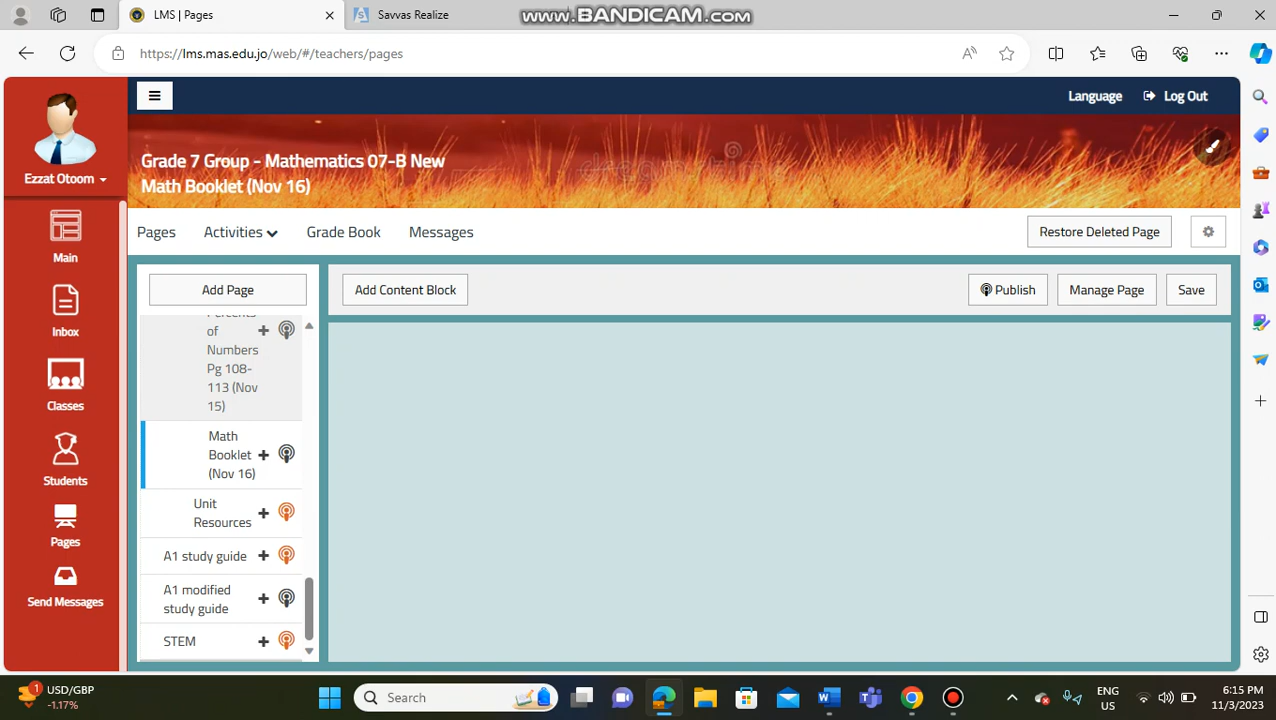 www.BANDICAM.com
LMS | Pages
Savvas Realize
https://lms.mas.edu.jo/web/#/teachers/pages
Language
Log Out
Ezzat Otoom
Grade 7 Group - Mathematics 07-B New
Math Booklet (Nov 16)
Pages
Activities
Grade Book
Messages
Restore Deleted Page
Main
Inbox
Classes
Students
Pages
Send Messages
Add Page
Add Content Block
Publish
Manage Page
Save
Percents
of
Numbers
Pg 108-
113 (Nov
15)
Math
Booklet
(Nov 16)
Unit
Resources
A1 study guide
A1 modified
study guide
STEM
1
USD/GBP
-1.17%
Search
ENG
US
6:15 PM
11/3/2023